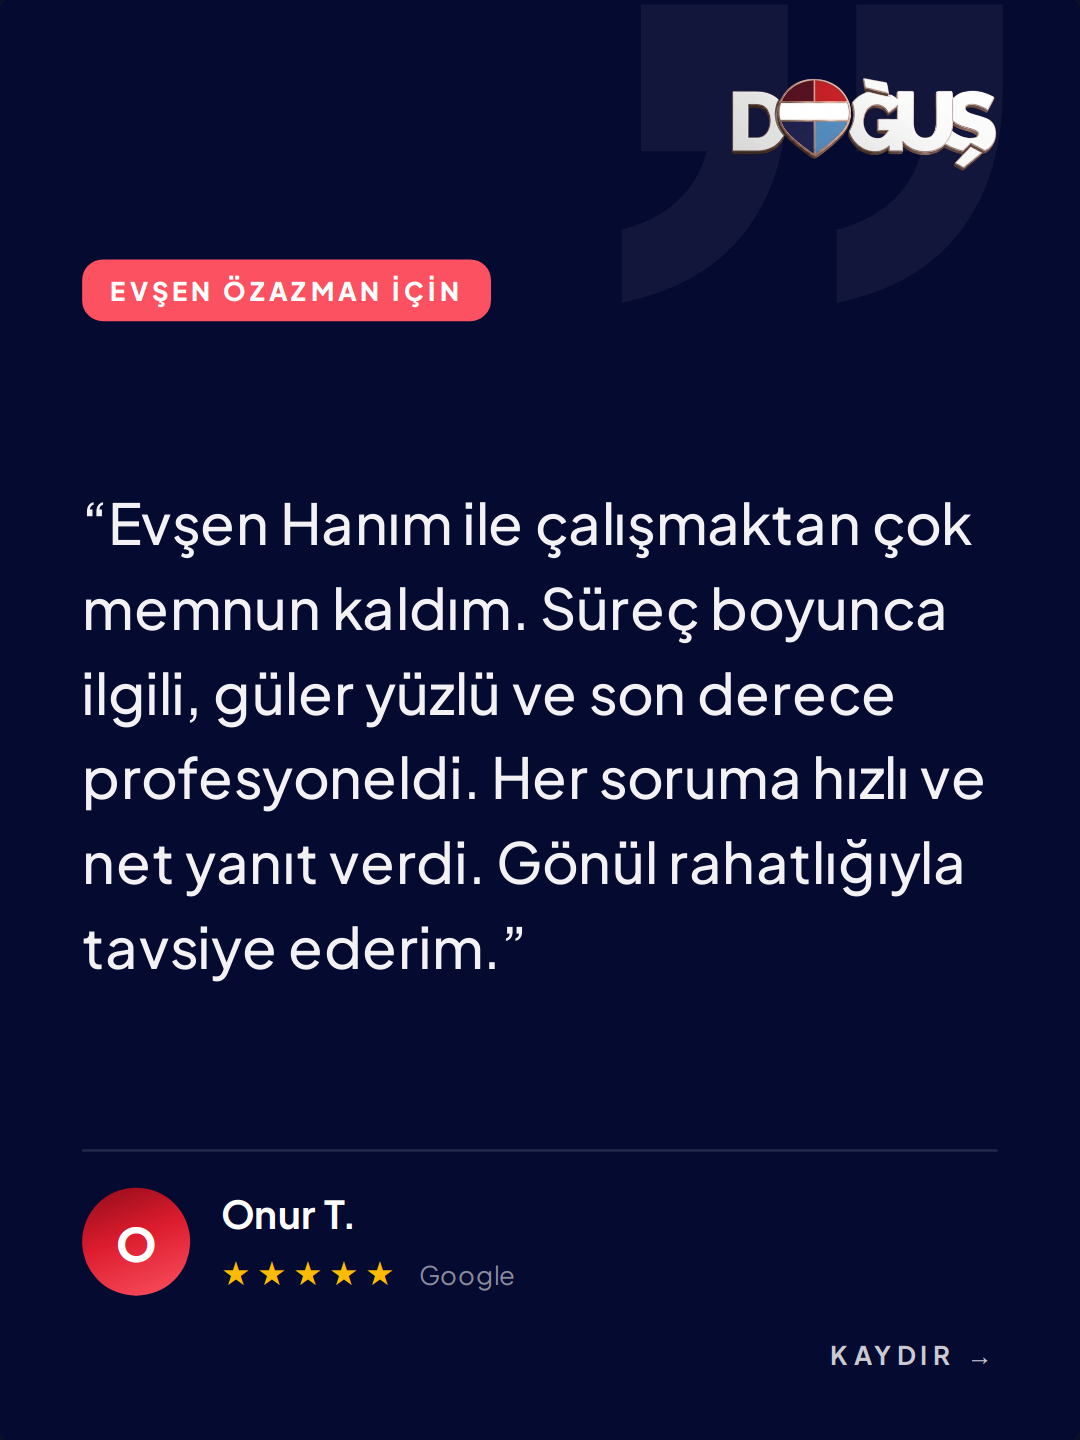 DOĞUŞ
EVŞEN ÖZAZMAN İÇİN
“Evşen Hanım ile çalışmaktan çok
memnun kaldım. Süreç boyunca
ilgili, güler yüzlü ve son derece
profesyoneldi. Her soruma hızlı ve
net yanıt verdi. Gönül rahatlığıyla
tavsiye ederim.”
O
Onur T.
★★★★★ Google
KAYDIR →